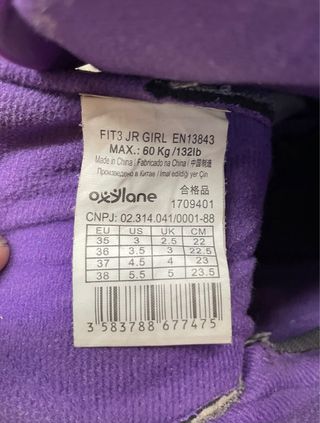 FIT3 JR GIRL EN13843
MAX.: 60 Kg /132lb
Made in China / Fabricado na China / 中国制造
Произведено в Китае / Imal edildiği yer Çin
oxylane 合格品
1709401
CNPJ: 02.314.041/0001-88
EU US UK CM
35 3 2.5 22
36 3.5 3 22.5
37 4.5 4 23
38 5.5 5 23.5
3 583788 677475